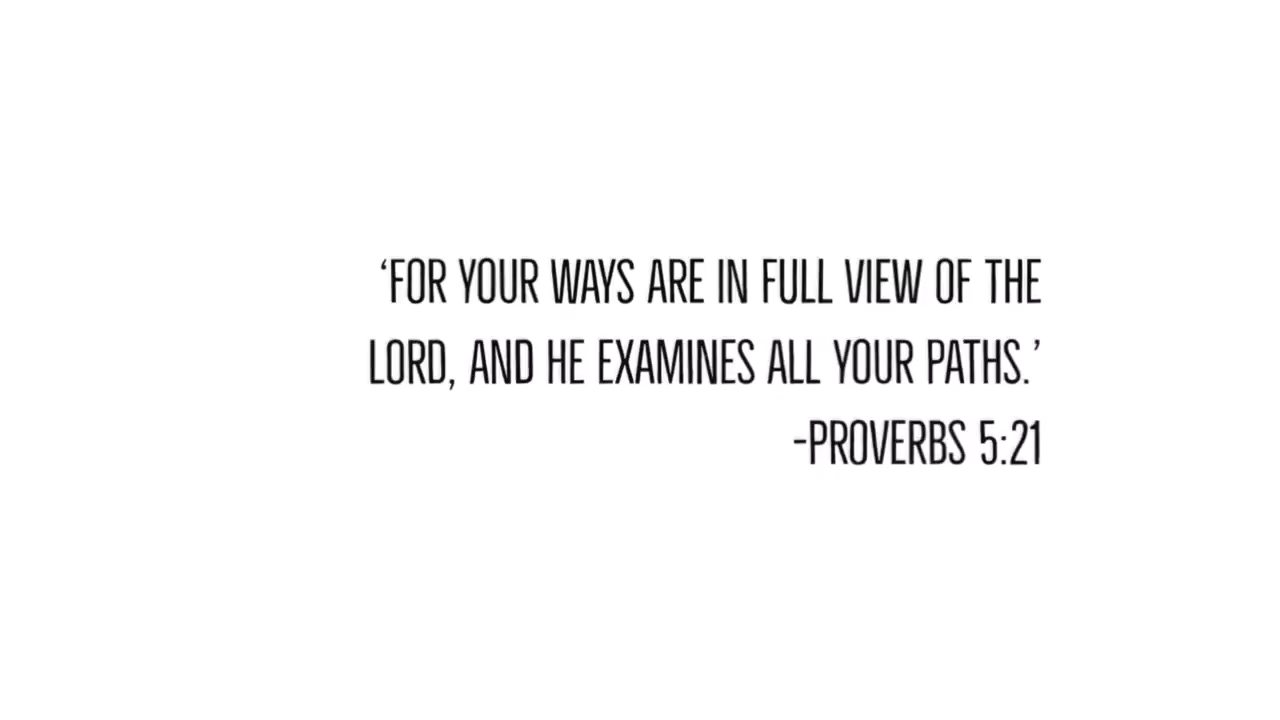 ‘FOR YOUR WAYS ARE IN FULL VIEW OF THE
LORD, AND HE EXAMINES ALL YOUR PATHS.’
-PROVERBS 5:21